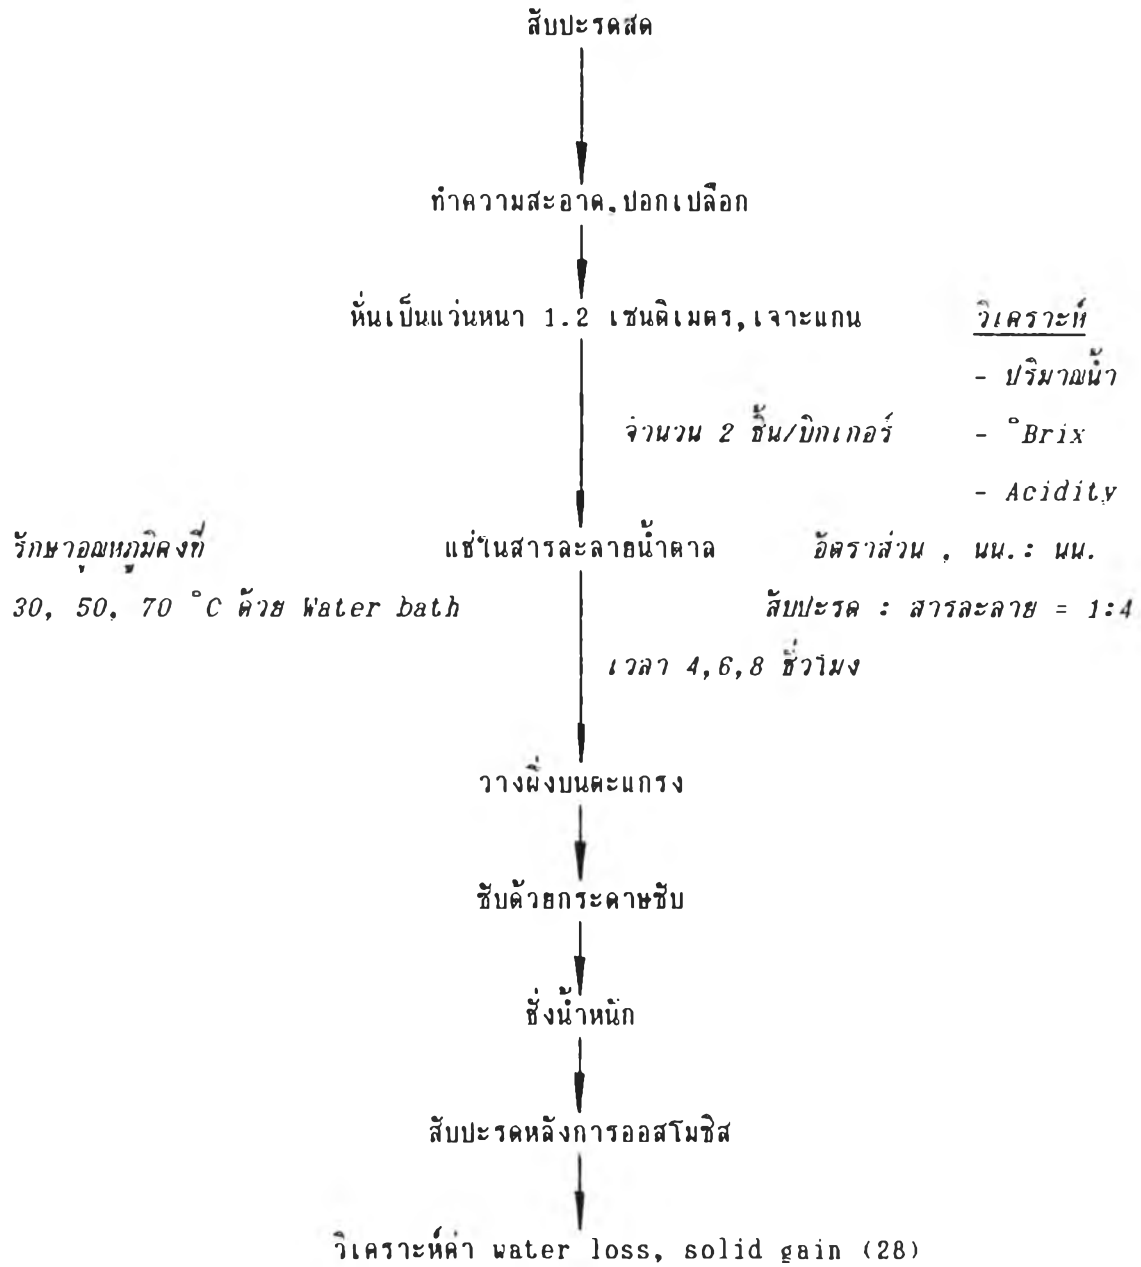 สับปะรดสด
ทำความสะอาด,ปอกเปลือก
หั่นเป็นแว่นหนา 1.2 เซนติเมตร,เจาะแกน
วิเคราะห์
- ปริมาณน้ำ
จำนวน 2 ชิ้น/บิกเกอร์
- °Brix
- Acidity
รักษาอุณหภูมิคงที่
แช่ในสารละลายน้ำตาล
อัตราส่วน , นน.: นน.
30, 50, 70 °C ด้วย Water bath
สับปะรด : สารละลาย = 1:4
เวลา 4,6,8 ชั่วโมง
วางผึ่งบนตะแกรง
ซับด้วยกระดาษซับ
ชั่งน้ำหนัก
สับปะรดหลังการออสโมซิส
วิเคราะห์ค่า water loss, solid gain (28)